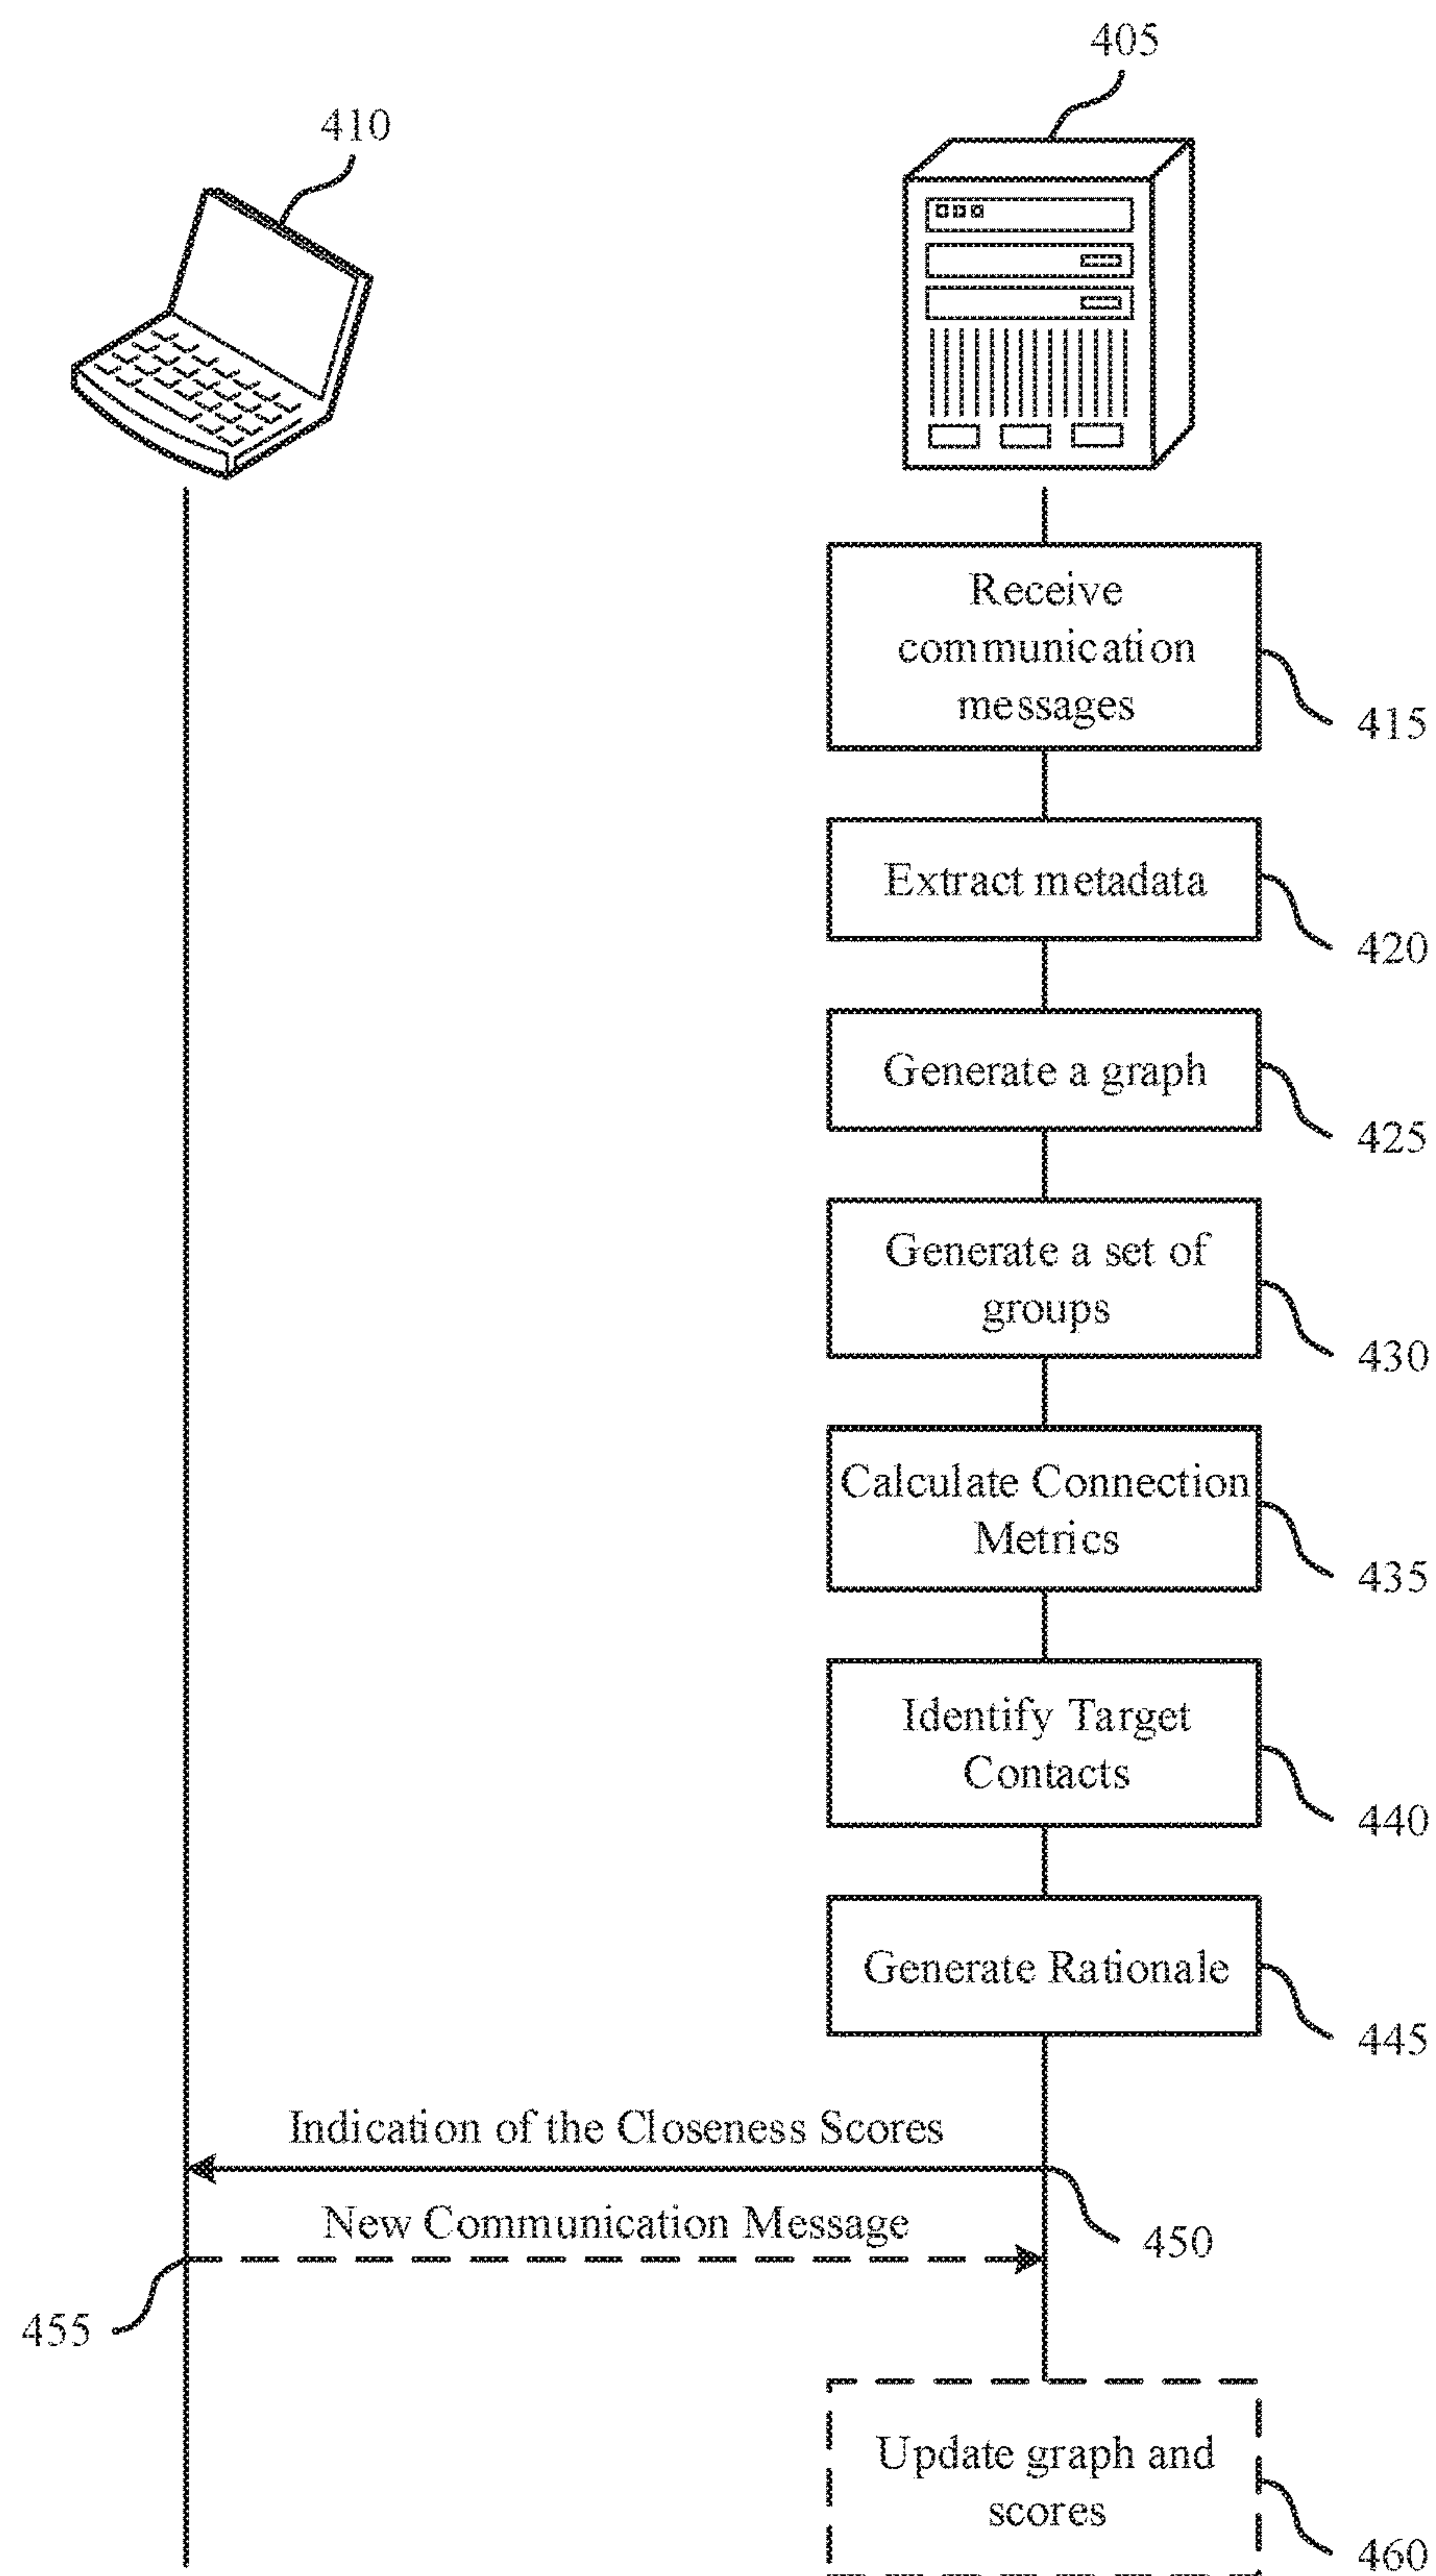 405
410
Receive
communication
messages
415
Extract metadata
420
Generate a graph
425
Generate a set of
groups
430
Calculate Connection
Metrics
435
Identify Target
Contacts
440
Generate Rationale
445
Indication of the Closeness Scores
New Communication Message
450
455
Update graph and
scores
460